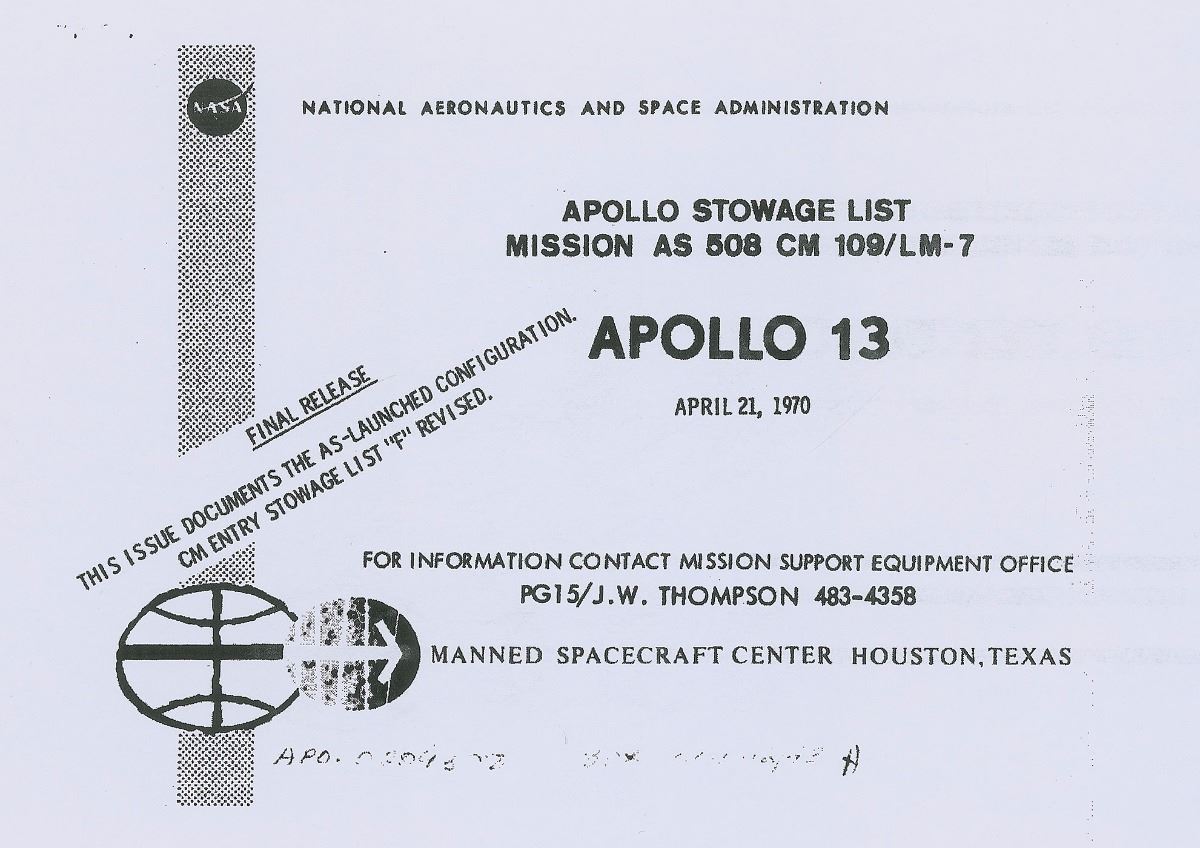 NASA
NATIONAL AERONAUTICS AND SPACE ADMINISTRATION
APOLLO STOWAGE LIST
MISSION AS 508 CM 109/LM-7
APOLLO 13
APRIL 21, 1970
FINAL RELEASE
THIS ISSUE DOCUMENTS THE AS-LAUNCHED CONFIGURATION.
CM ENTRY STOWAGE LIST "F" REVISED.
FOR INFORMATION CONTACT MISSION SUPPORT EQUIPMENT OFFICE
PG15/J.W. THOMPSON 483-4358
MANNED SPACECRAFT CENTER HOUSTON, TEXAS
APO.